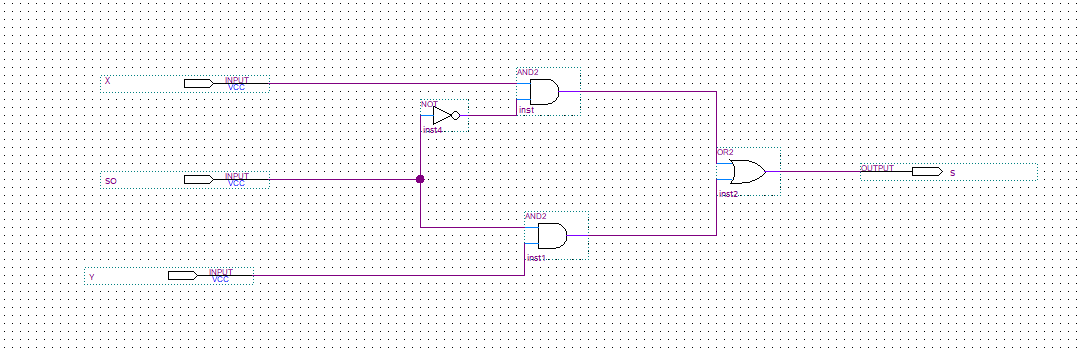 AND2
X
INPUT
VCC
NOT
inst
inst4
OR2
SO
INPUT
VCC
OUTPUT
S
inst2
AND2
inst1
Y
INPUT
VCC